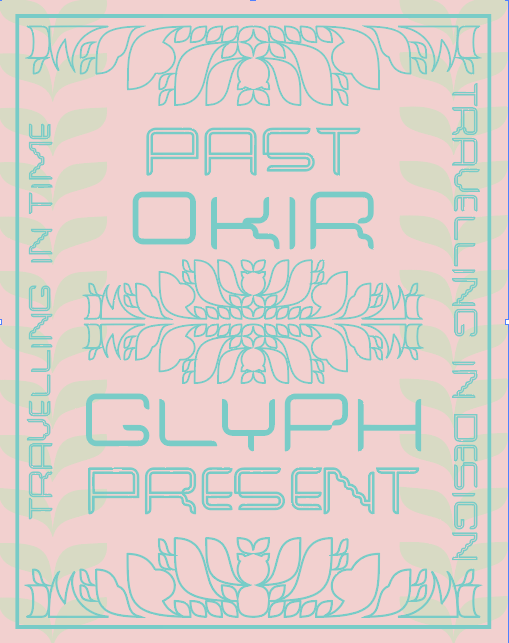 PAST
OKIR
GLYPH
PRESENT
TRAVELLING IN TIME
TRAVELLING IN DESIGN